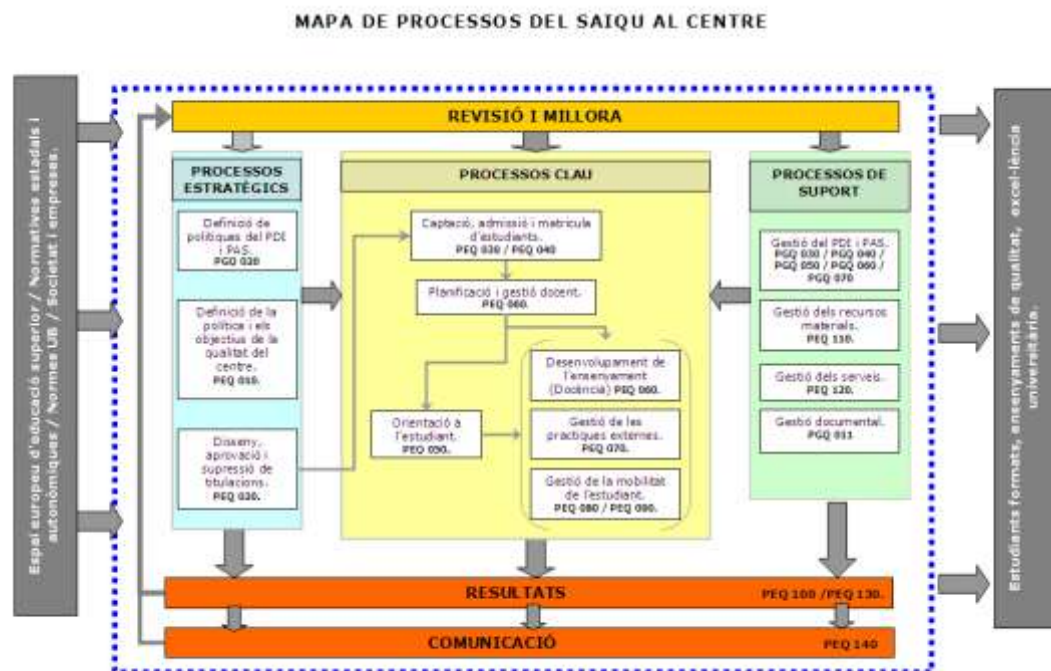 MAPA DE PROCESSOS DEL SAIQU AL CENTRE
Espai europeu d'educació superior / Normatives estadals i
autonòmiques / Normes UB / Societat i empreses.
REVISIÓ I MILLORA
PROCESSOS
ESTRATÈGICS
Definició de
polítiques del PDI
i PAS.
PGQ 020
Definició de la
política i els
objectius de la
qualitat del
centre.
PEQ 010.
Disseny,
aprovació i
supressió de
titulacions.
PEQ 020.
PROCESSOS CLAU
Captació, admissió i matrícula
d'estudiants.
PEQ 030 / PEQ 040
Planificació i gestió docent.
PEQ 060.
Orientació a
l'estudiant.
PEQ 050.
Desenvolupament de
l'ensenyament
(Docència) PEQ 060.
Gestió de les
pràctiques externes.
PEQ 070.
Gestió de la mobilitat
de l'estudiant.
PEQ 080 / PEQ 090.
PROCESSOS DE
SUPORT
Gestió del PDI i PAS.
PGQ 030 / PGQ 040 /
PGQ 050 / PGQ 060 /
PGQ 070
Gestió dels recursos
materials.
PEQ 110.
Gestió dels serveis.
PEQ 120.
Gestió documental.
PGQ 011
RESULTATS
PEQ 100 /PEQ 130.
COMUNICACIÓ
PEQ 140
Estudiants formats, ensenyaments de qualitat, excel·lència
universitària.